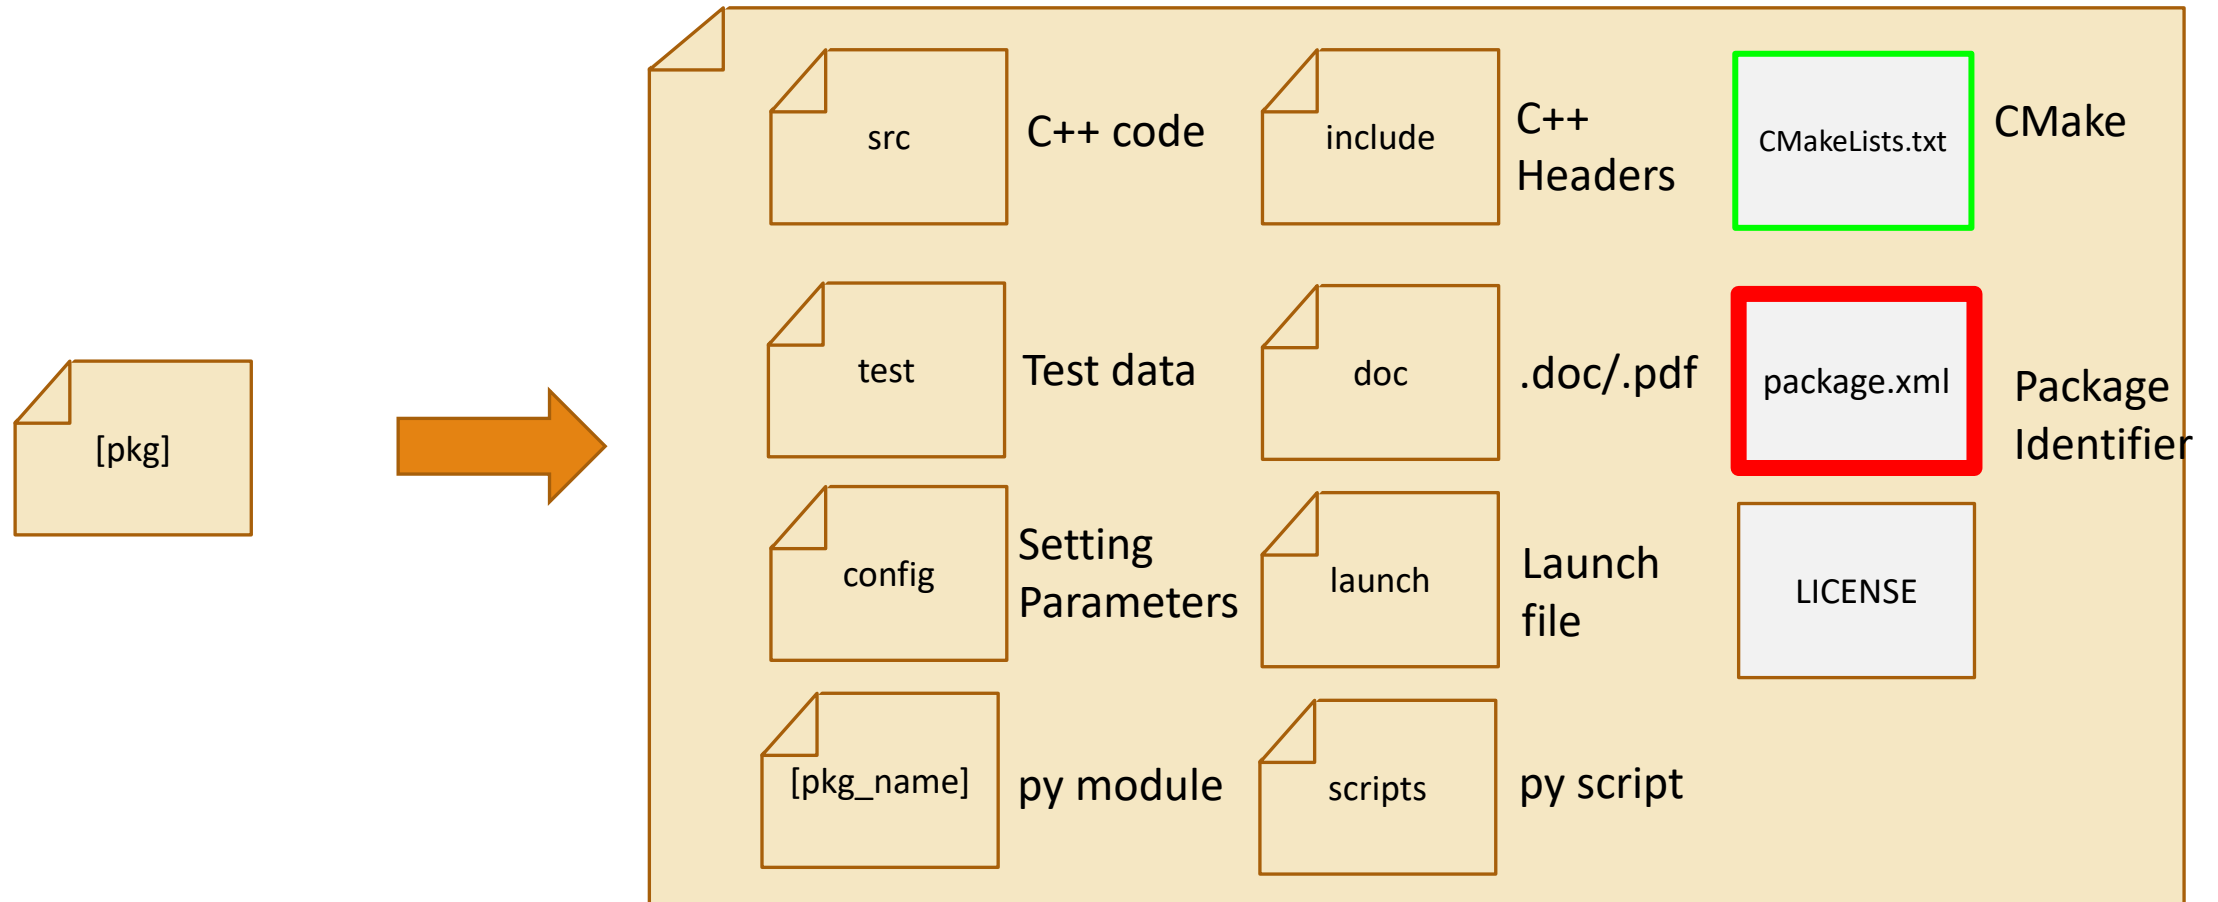 [pkg]
src
C++ code
include
C++
Headers
CMakeLists.txt
CMake
test
Test data
doc
.doc/.pdf
package.xml
Package
Identifier
config
Setting
Parameters
launch
Launch
file
LICENSE
[pkg_name]
py module
scripts
py script